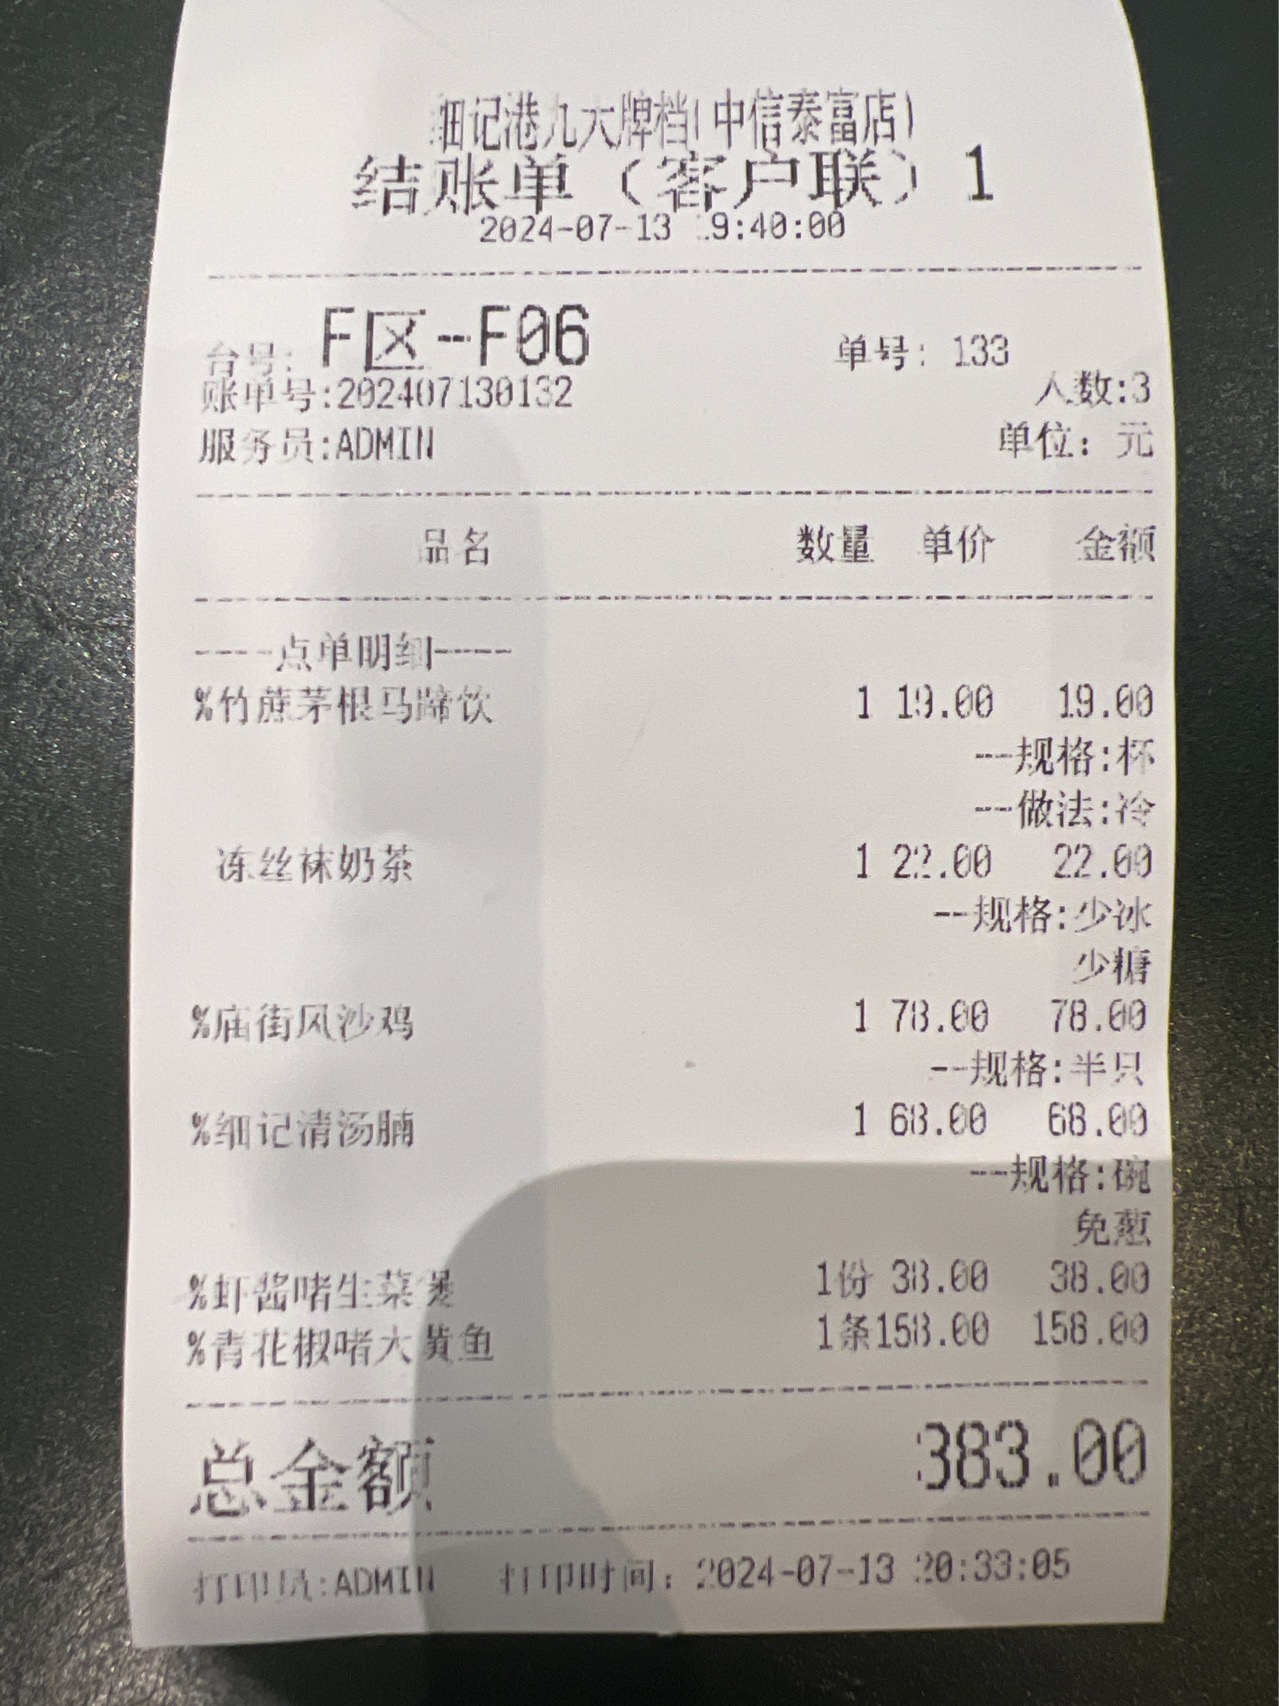 细记港九大牌档(中信泰富店)
结账单（客户联）1
2024-07-13 19:40:00
台号: F区-F06 单号: 133
账单号:202407130132 人数:3
服务员:ADMIN 单位: 元
品名 数量 单价 金额
----点单明细----
%竹蔗茅根马蹄饮 1 19.00 19.00
--规格:杯
--做法:冷
冻丝袜奶茶 1 22.00 22.00
--规格:少冰
少糖
%庙街风沙鸡 1 78.00 78.00
--规格:半只
%细记清汤腩 1 68.00 68.00
--规格:碗
免葱
%虾酱啫生菜煲 1份 38.00 38.00
%青花椒啫大黄鱼 1条158.00 158.00
总金额 383.00
打印员:ADMIN 打印时间: 2024-07-13 20:33:05